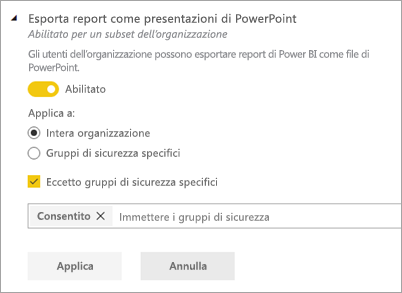 Esporta report come presentazioni di PowerPoint
Abilitato per un subset dell'organizzazione
Gli utenti dell'organizzazione possono esportare report di Power BI come file di
PowerPoint.
Abilitato
Applica a:
Intera organizzazione
Gruppi di sicurezza specifici
Eccetto gruppi di sicurezza specifici
Consentito X Immettere i gruppi di sicurezza
Applica Annulla